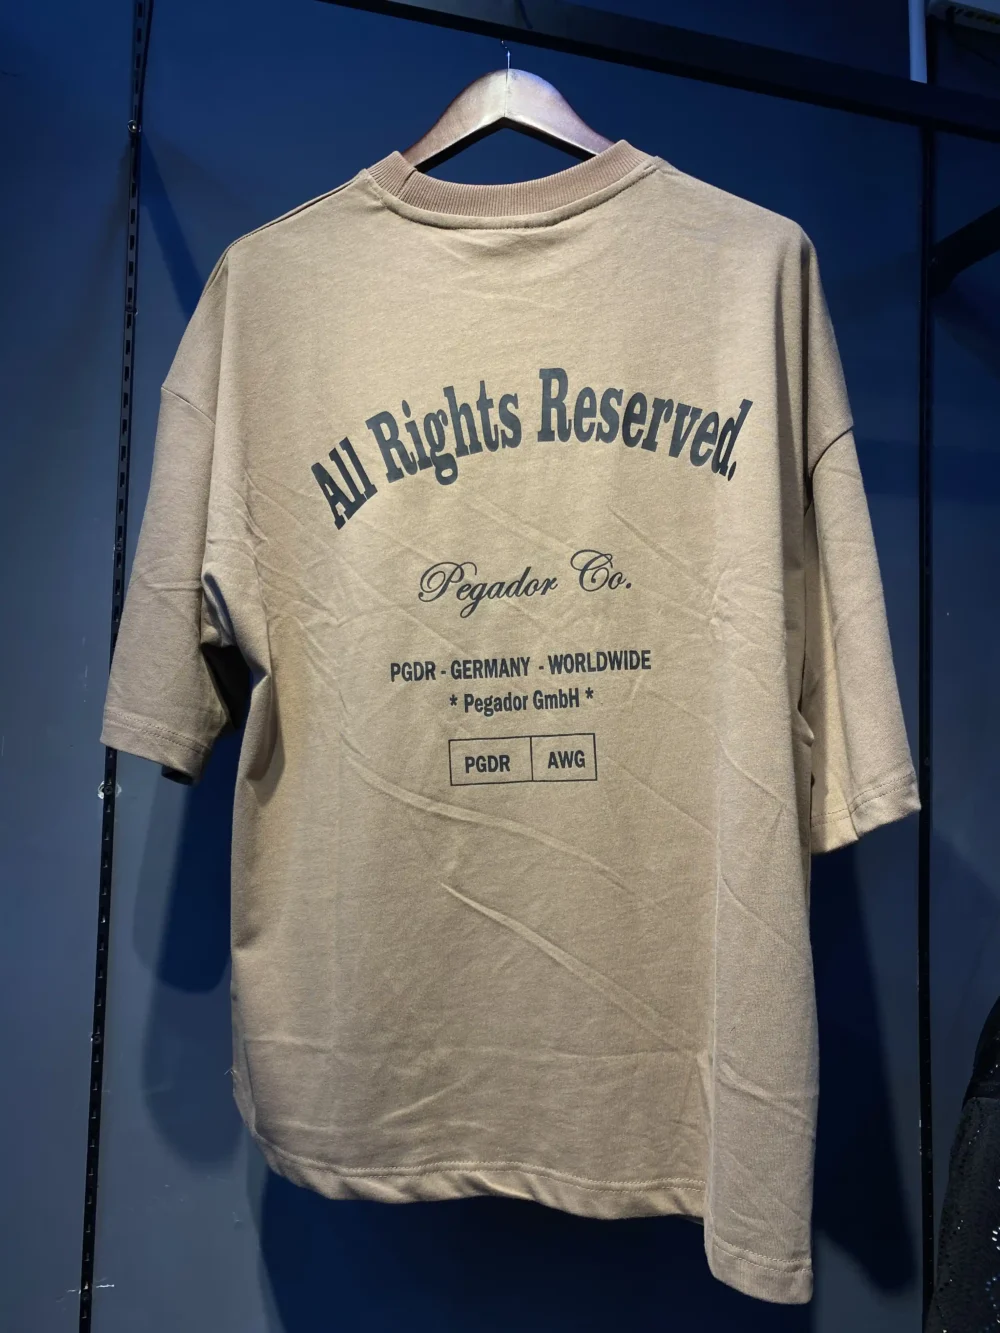 All Rights Reserved.
Pegador Co.
PGDR - GERMANY - WORLDWIDE
* Pegador GmbH *
PGDR AWG